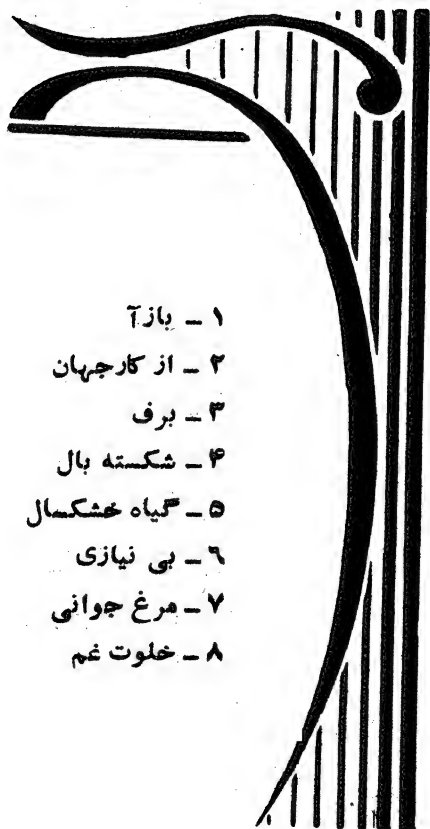 ۱ – بازآ
۲ – از کارجهان
۳ – برف
۴ – شکسته بال
۵ – گیاه خشکسال
۶ – بی نیازی
۷ – مرغ جوانی
۸ – خلوت غم